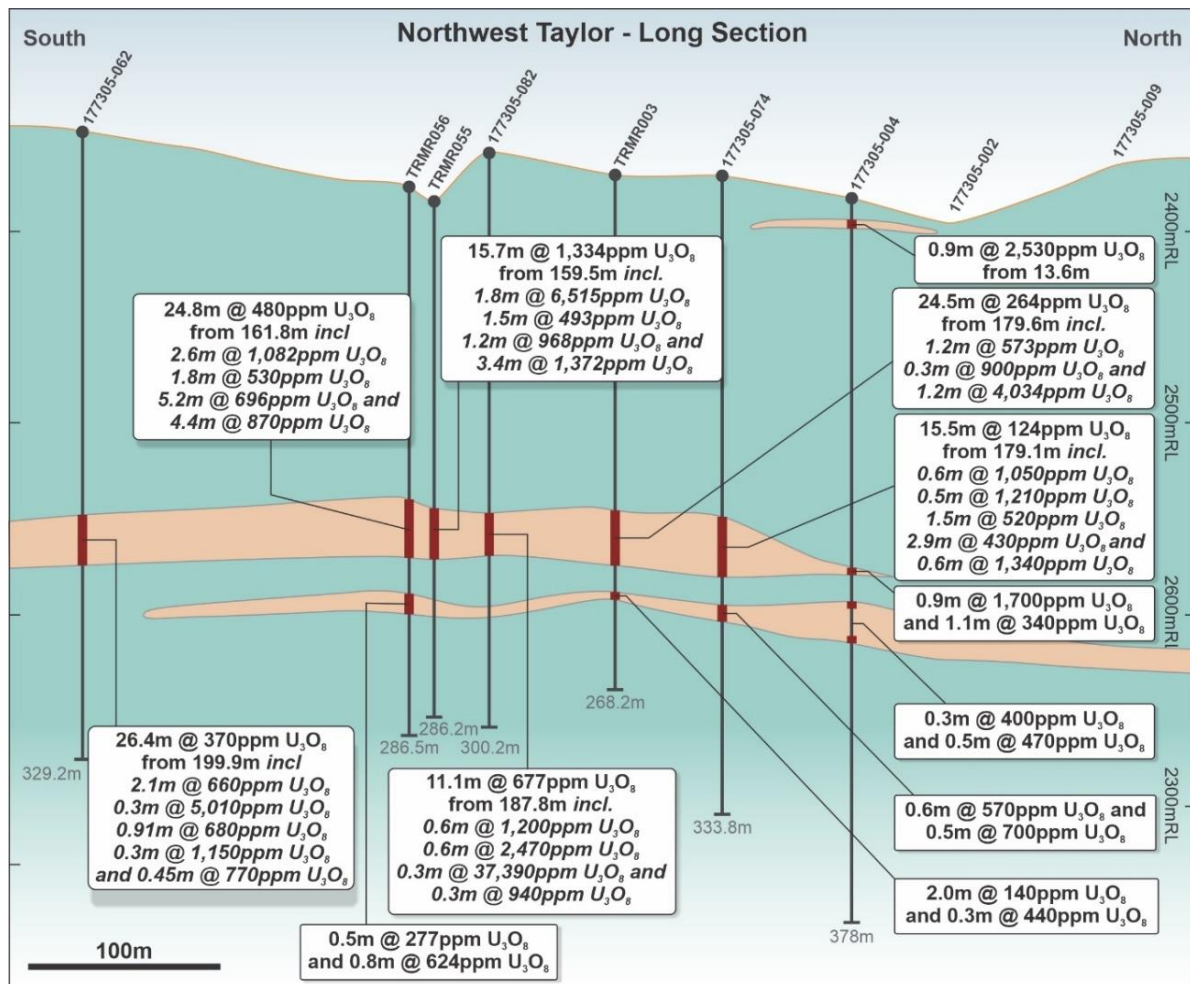 South
Northwest Taylor - Long Section
North
177305-062
TRMR056
TRMR055
177305-082
TRMR003
177305-074
177305-004
177305-002
177305-009
2400mRL
2500mRL
2600mRL
2300mRL
15.7m @ 1,334ppm U₃O₈
from 159.5m incl.
1.8m @ 6,515ppm U₃O₈
1.5m @ 493ppm U₃O₈
1.2m @ 968ppm U₃O₈ and
3.4m @ 1,372ppm U₃O₈
0.9m @ 2,530ppm U₃O₈
from 13.6m
24.8m @ 480ppm U₃O₈
from 161.8m incl
2.6m @ 1,082ppm U₃O₈
1.8m @ 530ppm U₃O₈
5.2m @ 696ppm U₃O₈ and
4.4m @ 870ppm U₃O₈
24.5m @ 264ppm U₃O₈
from 179.6m incl.
1.2m @ 573ppm U₃O₈
0.3m @ 900ppm U₃O₈ and
1.2m @ 4,034ppm U₃O₈
15.5m @ 124ppm U₃O₈
from 179.1m incl.
0.6m @ 1,050ppm U₃O₈
0.5m @ 1,210ppm U₃O₈
1.5m @ 520ppm U₃O₈
2.9m @ 430ppm U₃O₈ and
0.6m @ 1,340ppm U₃O₈
0.9m @ 1,700ppm U₃O₈
and 1.1m @ 340ppm U₃O₈
329.2m
286.5m
286.2m
300.2m
268.2m
333.8m
378m
26.4m @ 370ppm U₃O₈
from 199.9m incl
2.1m @ 660ppm U₃O₈
0.3m @ 5,010ppm U₃O₈
0.91m @ 680ppm U₃O₈
0.3m @ 1,150ppm U₃O₈
and 0.45m @ 770ppm U₃O₈
11.1m @ 677ppm U₃O₈
from 187.8m incl.
0.6m @ 1,200ppm U₃O₈
0.6m @ 2,470ppm U₃O₈
0.3m @ 37,390ppm U₃O₈ and
0.3m @ 940ppm U₃O₈
0.3m @ 400ppm U₃O₈
and 0.5m @ 470ppm U₃O₈
0.6m @ 570ppm U₃O₈ and
0.5m @ 700ppm U₃O₈
2.0m @ 140ppm U₃O₈
and 0.3m @ 440ppm U₃O₈
0.5m @ 277ppm U₃O₈
and 0.8m @ 624ppm U₃O₈
100m